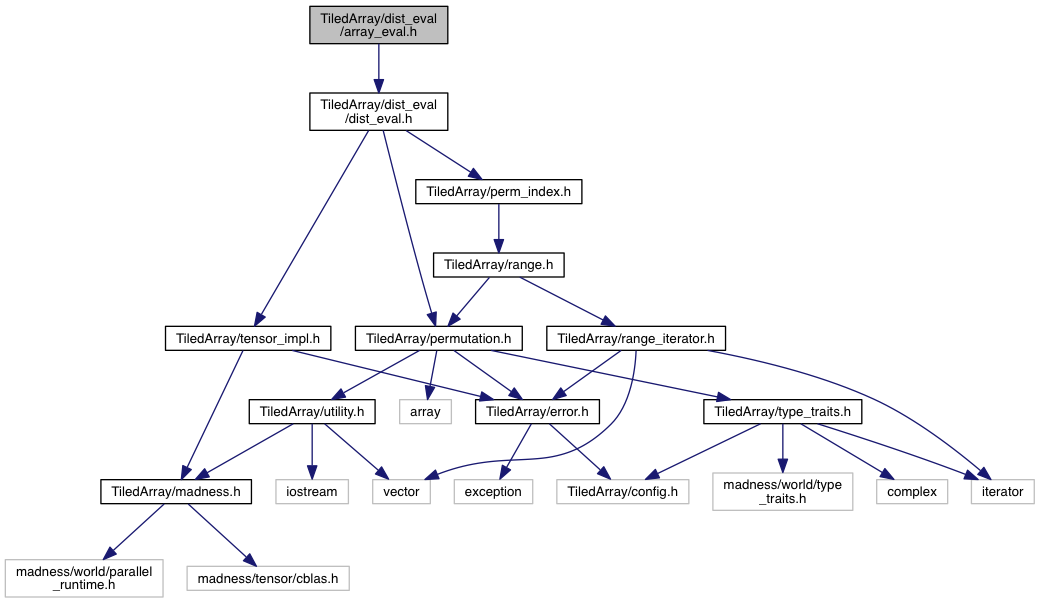 TiledArray/dist_eval
/array_eval.h
TiledArray/dist_eval
/dist_eval.h
TiledArray/perm_index.h
TiledArray/range.h
TiledArray/tensor_impl.h
TiledArray/permutation.h
TiledArray/range_iterator.h
TiledArray/utility.h
array
TiledArray/error.h
TiledArray/type_traits.h
TiledArray/madness.h
iostream
vector
exception
TiledArray/config.h
madness/world/type
_traits.h
complex
iterator
madness/world/parallel
_runtime.h
madness/tensor/cblas.h